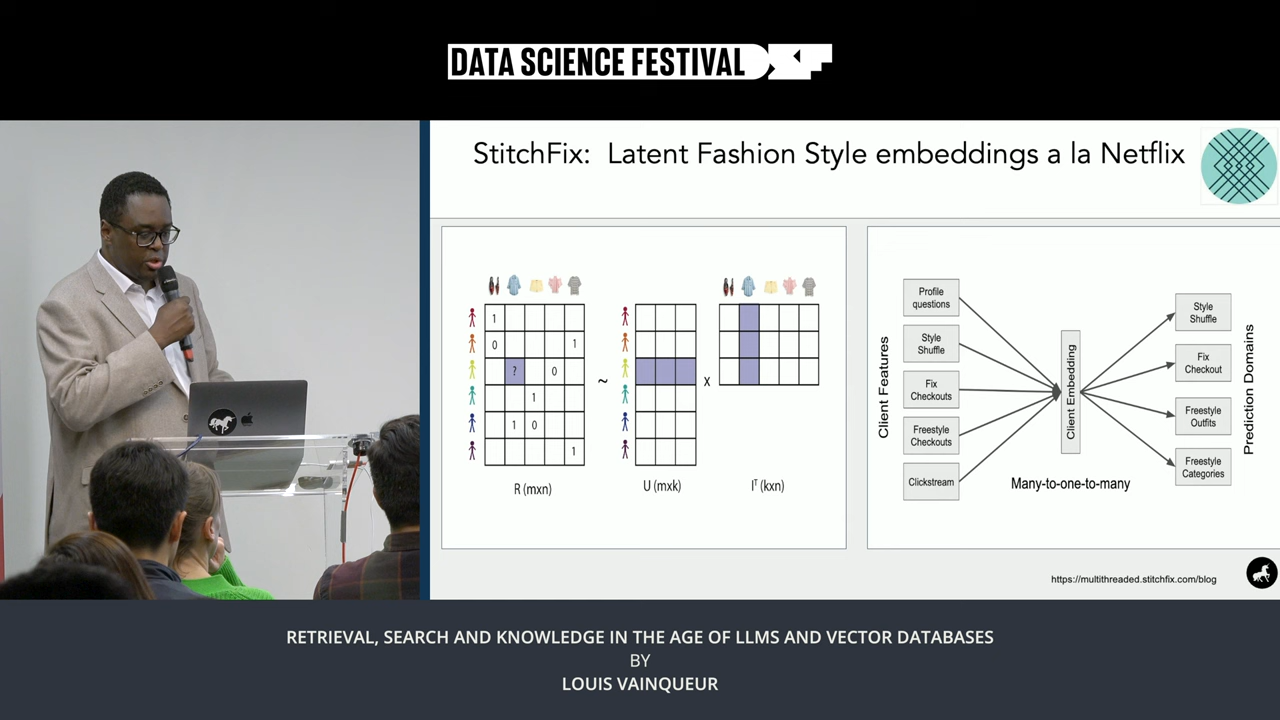 DATA SCIENCE FESTIVAL
StitchFix: Latent Fashion Style embeddings a la Netflix
1
0 1
? 0
1
1 0
1
~
x
R (mxn)
U (mxk)
Iᵀ (kxn)
Client Features
Profile
questions
Style
Shuffle
Fix
Checkouts
Freestyle
Checkouts
Clickstream
Client Embedding
Many-to-one-to-many
Style
Shuffle
Fix
Checkout
Freestyle
Outfits
Freestyle
Categories
Prediction Domains
https://multithreaded.stitchfix.com/blog
RETRIEVAL, SEARCH AND KNOWLEDGE IN THE AGE OF LLMS AND VECTOR DATABASES
BY
LOUIS VAINQUEUR